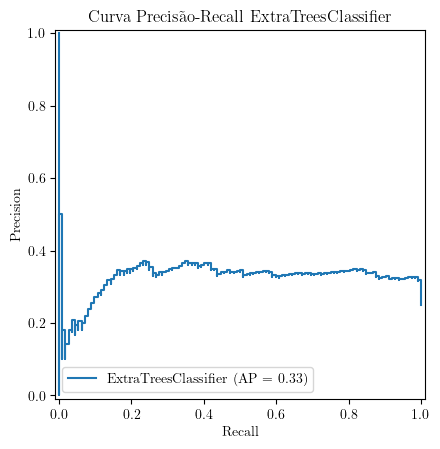 Curva Precisão-Recall ExtraTreesClassifier
1.0
0.8
0.6
0.4
0.2
0.0
Precision
ExtraTreesClassifier (AP = 0.33)
0.0 0.2 0.4 0.6 0.8 1.0
Recall